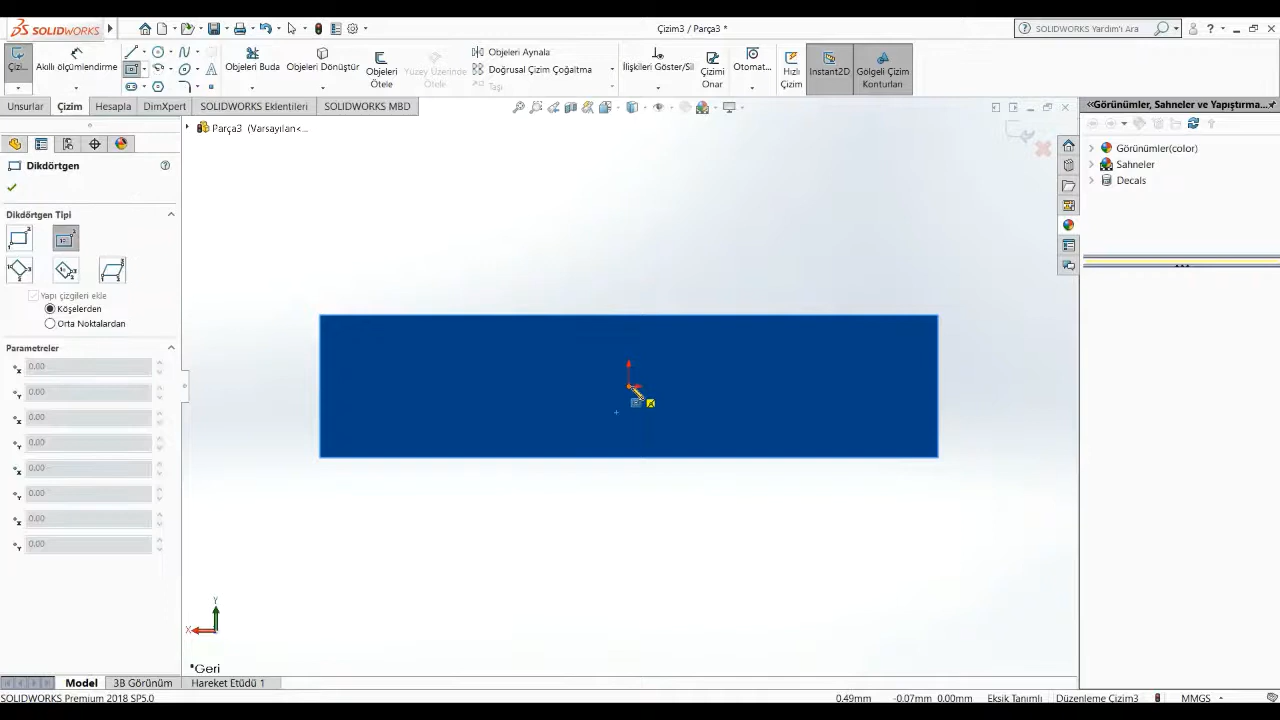 SOLIDWORKS
Çizim3 / Parça3 *
SOLIDWORKS Yardım'ı Ara
Çizi...
Akıllı ölçümlendirme
Objeleri Buda
Objeleri Dönüştür
Objeleri Ötele
Yüzey Üzerinde Ötele
Objeleri Aynala
Doğrusal Çizim Çoğaltma
Taşı
İlişkileri Göster/Sil
Çizimi Onar
Otomat...
Hızlı Çizim
Instant2D
Gölgeli Çizim Konturları
Unsurlar
Çizim
Hesapla
DimXpert
SOLIDWORKS Eklentileri
SOLIDWORKS MBD
Parça3 (Varsayılan<...
«Görünümler, Sahneler ve Yapıştırma...
Görünümler(color)
Sahneler
Decals
Dikdörtgen
Dikdörtgen Tipi
Yapı çizgileri ekle
Köşelerden
Orta Noktalardan
Parametreler
0.00
0.00
0.00
0.00
0.00
0.00
0.00
0.00
Y
X
*Geri
Model
3B Görünüm
Hareket Etüdü 1
SOLIDWORKS Premium 2018 SP5.0
0.49mm
-0.07mm
0.00mm
Eksik Tanımlı
Düzenleme Çizim3
MMGS